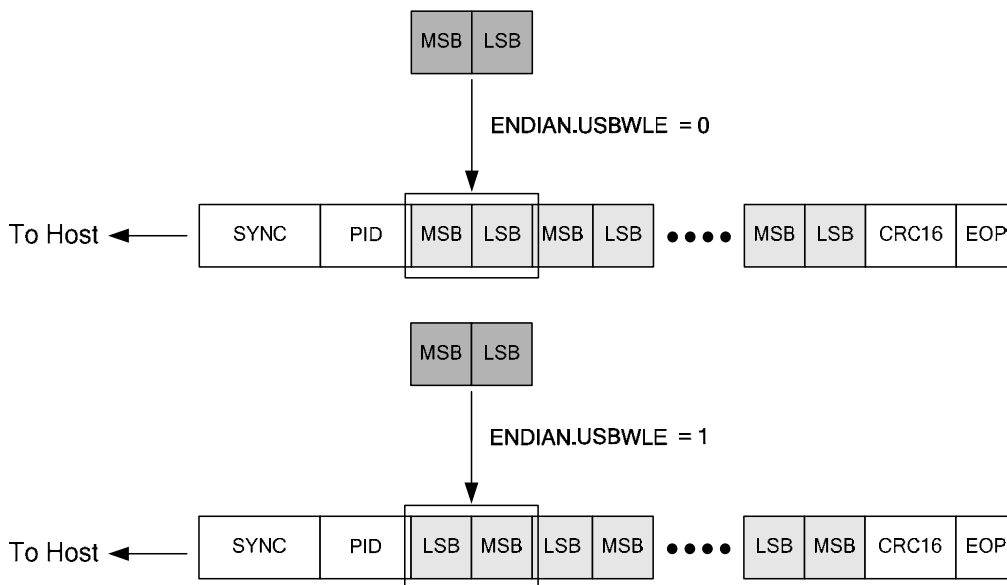 MSB LSB
ENDIAN.USBWLE = 0
To Host SYNC PID MSB LSB MSB LSB MSB LSB CRC16 EOP
MSB LSB
ENDIAN.USBWLE = 1
To Host SYNC PID LSB MSB LSB MSB LSB MSB CRC16 EOP